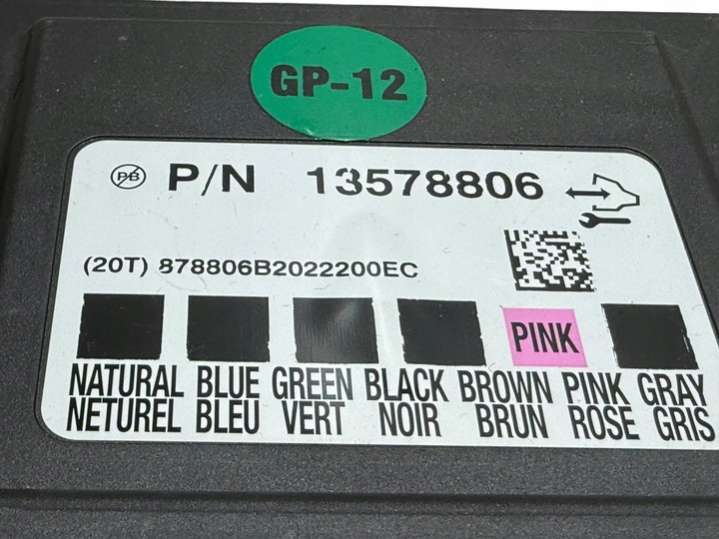 GP-12
PB P/N 13578806
(20T) 878806B2022200EC
PINK
NATURAL BLUE GREEN BLACK BROWN PINK GRAY
NETUREL BLEU VERT NOIR BRUN ROSE GRIS